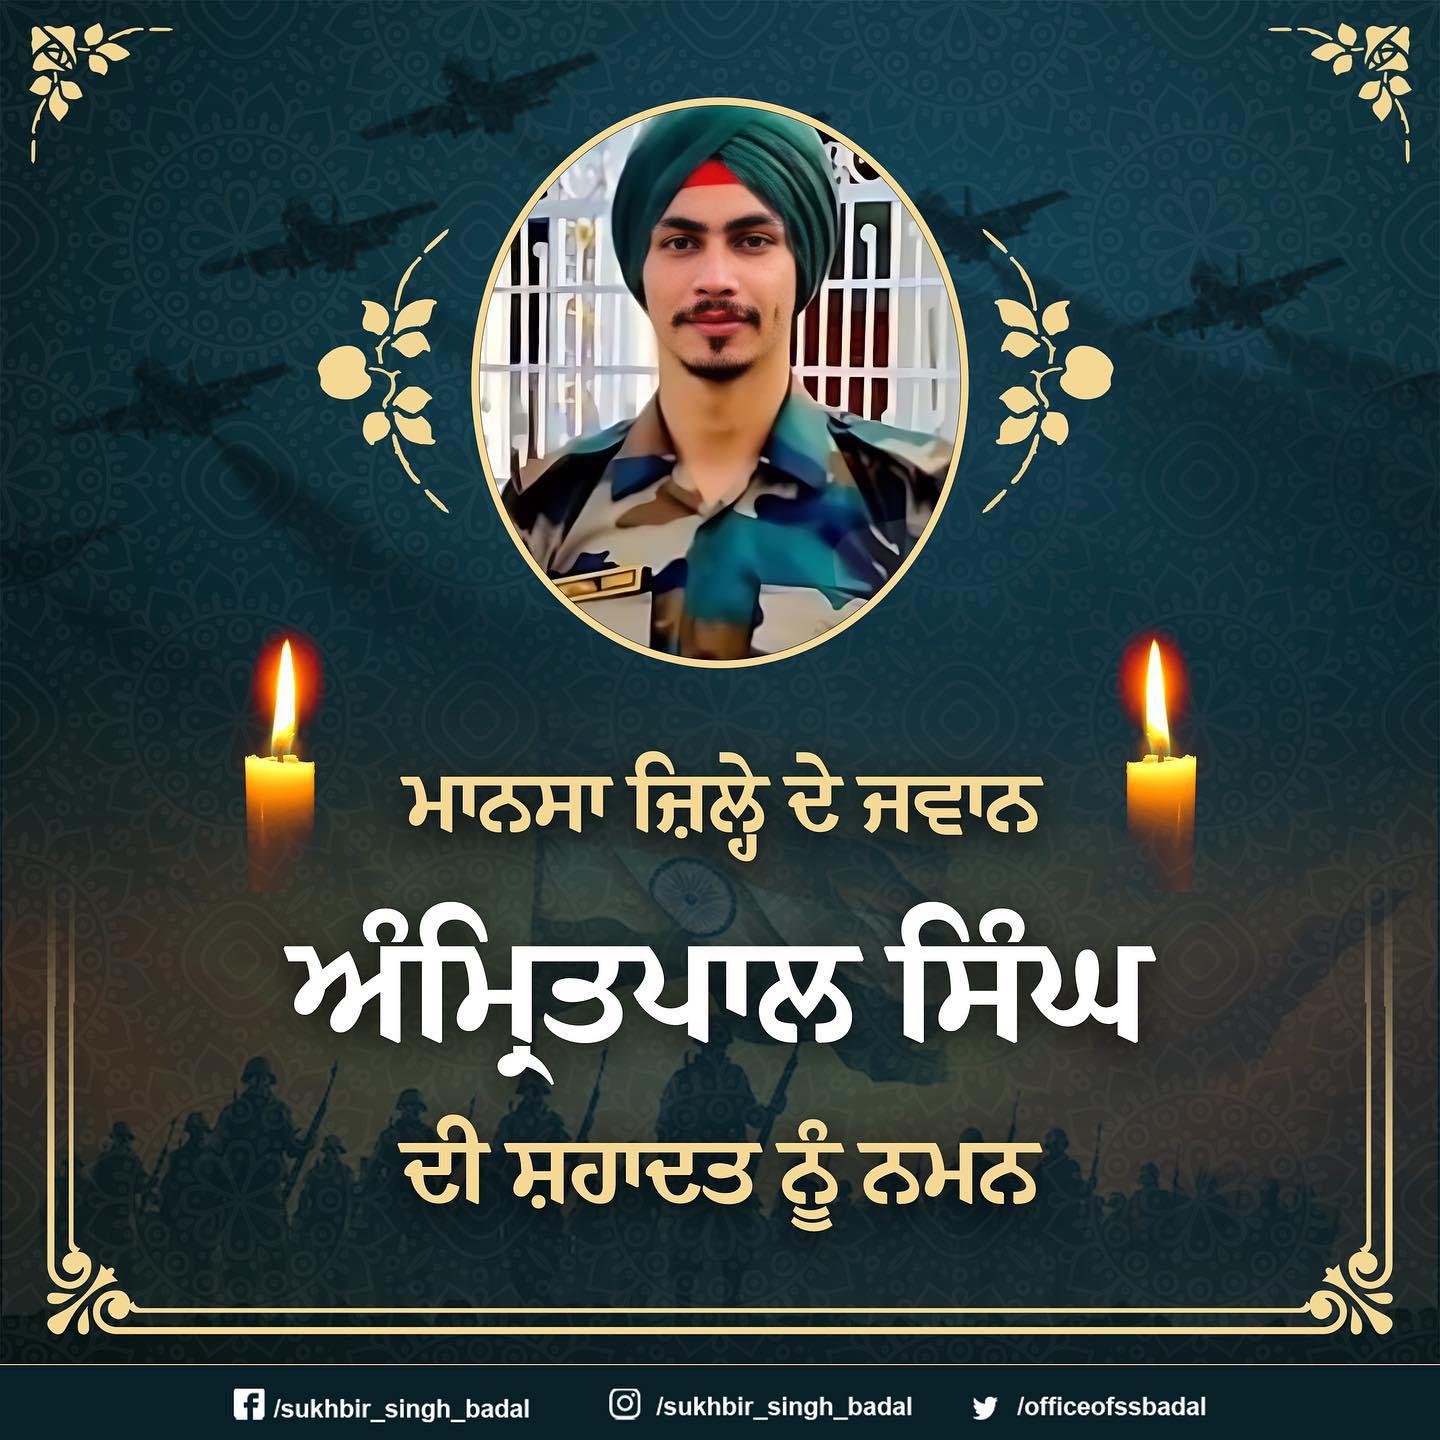 ਮਾਨਸਾ ਜ਼ਿਲ੍ਹੇ ਦੇ ਜਵਾਨ
ਅੰਮ੍ਰਿਤਪਾਲ ਸਿੰਘ
ਦੀ ਸ਼ਹਾਦਤ ਨੂੰ ਨਮਨ
/sukhbir_singh_badal /sukhbir_singh_badal /officeofssbadal